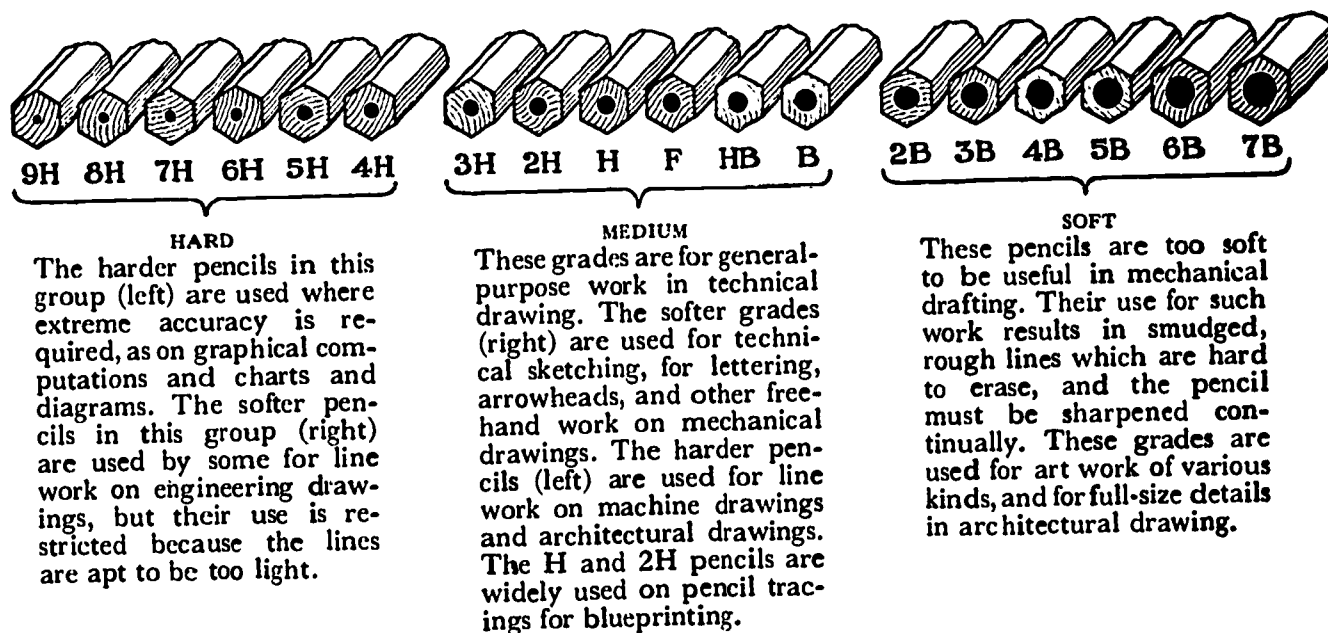 9H 8H 7H 6H 5H 4H
HARD
The harder pencils in this
group (left) are used where
extreme accuracy is re-
quired, as on graphical com-
putations and charts and
diagrams. The softer pen-
cils in this group (right)
are used by some for line
work on engineering draw-
ings, but their use is re-
stricted because the lines
are apt to be too light.
3H 2H H F HB B
MEDIUM
These grades are for general-
purpose work in technical
drawing. The softer grades
(right) are used for techni-
cal sketching, for lettering,
arrowheads, and other free-
hand work on mechanical
drawings. The harder pen-
cils (left) are used for line
work on machine drawings
and architectural drawings.
The H and 2H pencils are
widely used on pencil trac-
ings for blueprinting.
2B 3B 4B 5B 6B 7B
SOFT
These pencils are too soft
to be useful in mechanical
drafting. Their use for such
work results in smudged,
rough lines which are hard
to erase, and the pencil
must be sharpened con-
tinually. These grades are
used for art work of various
kinds, and for full-size details
in architectural drawing.